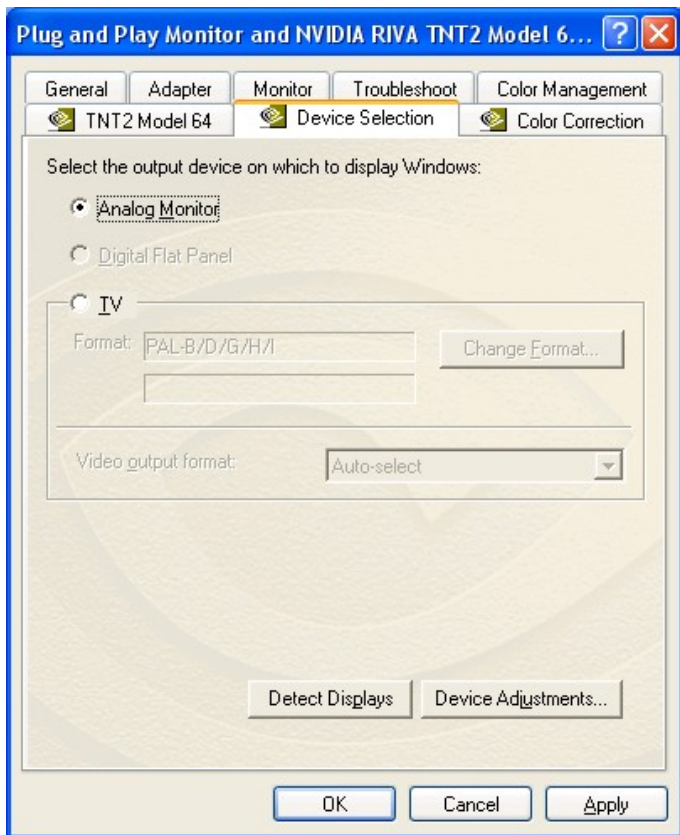 Plug and Play Monitor and NVIDIA RIVA TNT2 Model 6...
General Adapter Monitor Troubleshoot Color Management
TNT2 Model 64 Device Selection Color Correction
Select the output device on which to display Windows:
Analog Monitor
Digital Flat Panel
TV
Format: PAL-B/D/G/H/I Change Format...
Video output format: Auto-select
Detect Displays Device Adjustments...
OK Cancel Apply